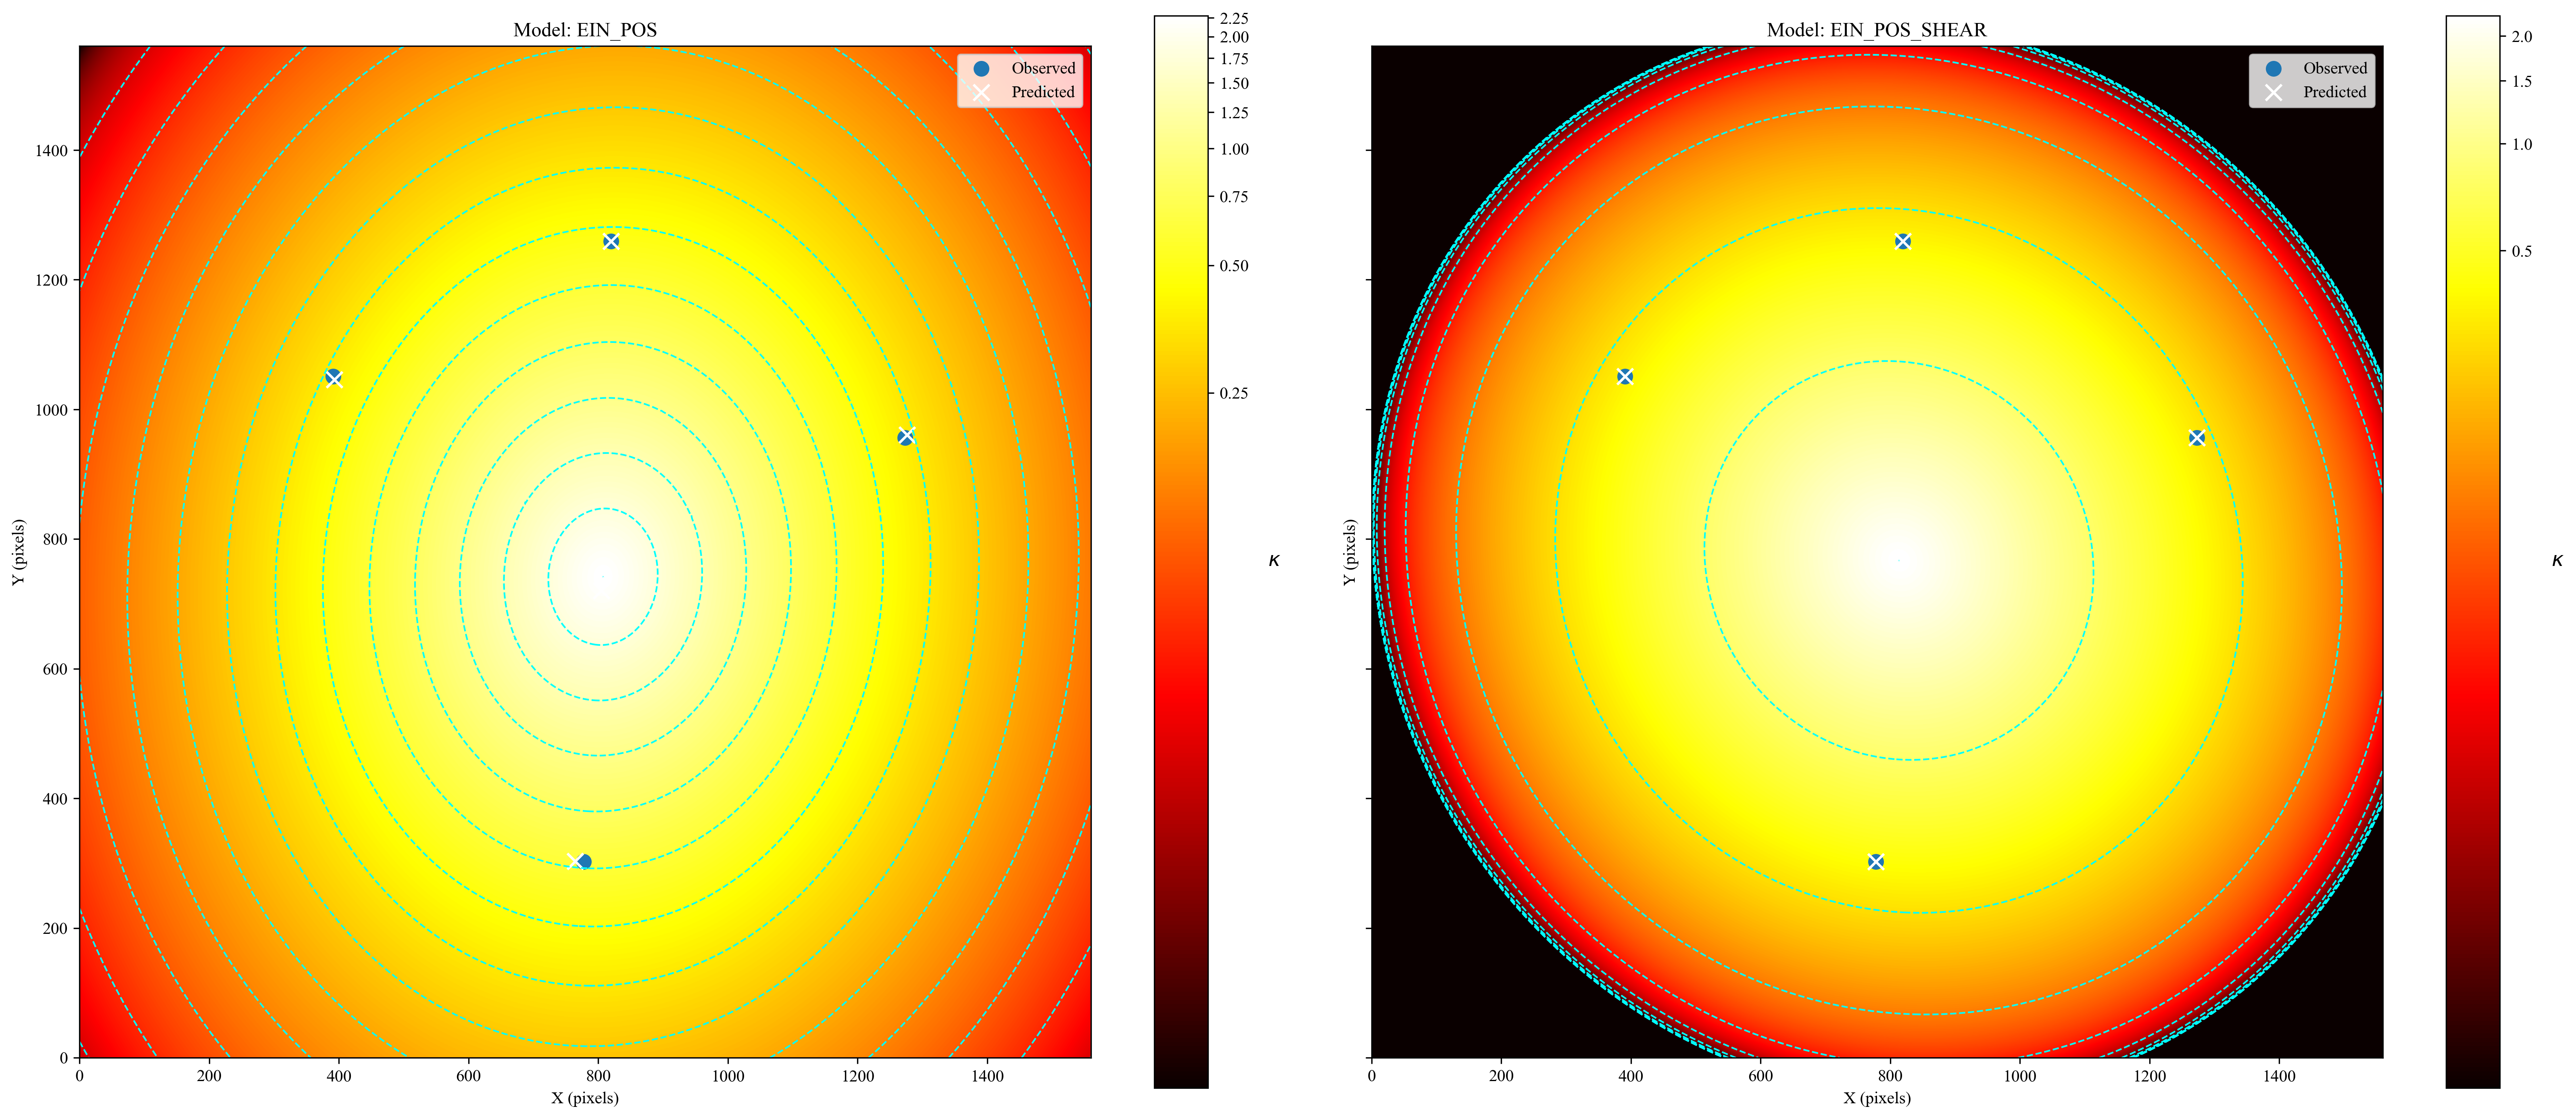 Model: EIN_POS
Observed
Predicted
Y (pixels)
1400
1200
1000
800
600
400
200
0
0 200 400 600 800 1000 1200 1400
X (pixels)
2.25
2.00
1.75
1.50
1.25
1.00
0.75
0.50
0.25
κ
Model: EIN_POS_SHEAR
Observed
Predicted
Y (pixels)
0 200 400 600 800 1000 1200 1400
X (pixels)
2.0
1.5
1.0
0.5
κ